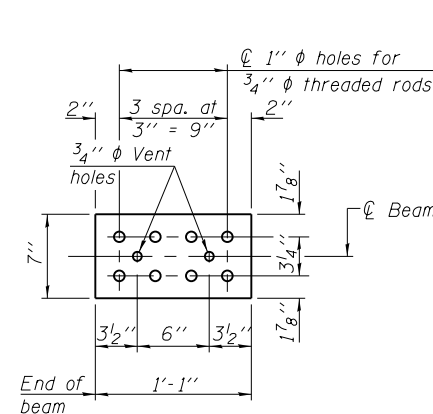 ℄ 1" ϕ holes for
3/4" ϕ threaded rods
2"
3 spa. at
3" = 9"
2"
3/4" ϕ Vent
holes
1 7/8"
℄ Beam
7"
3 1/4"
1 7/8"
3 1/2"
6"
3 1/2"
End of
beam
1'-1"